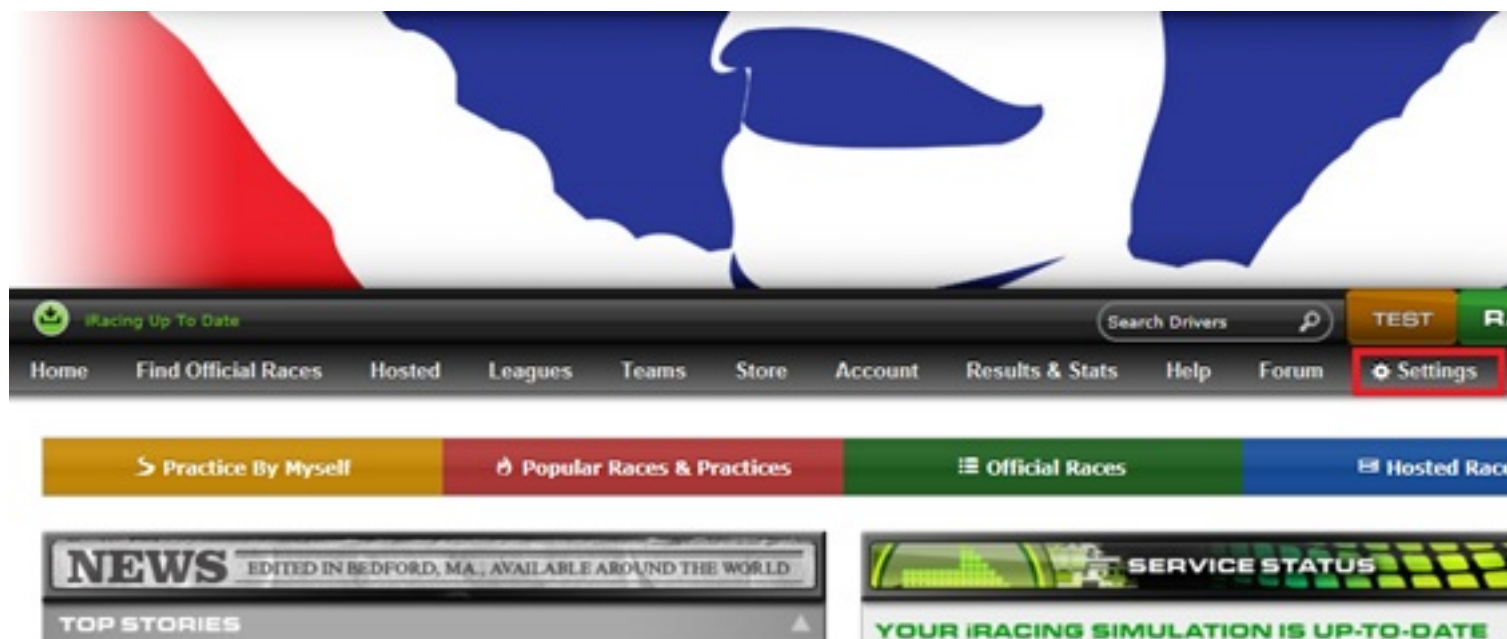 iRacing Up To Date
Search Drivers
TEST
R
Home Find Official Races Hosted Leagues Teams Store Account Results & Stats Help Forum Settings
Practice By Myself Popular Races & Practices Official Races Hosted Race
NEWS EDITED IN BEDFORD, MA., AVAILABLE AROUND THE WORLD
SERVICE STATUS
TOP STORIES
YOUR iRACING SIMULATION IS UP-TO-DATE